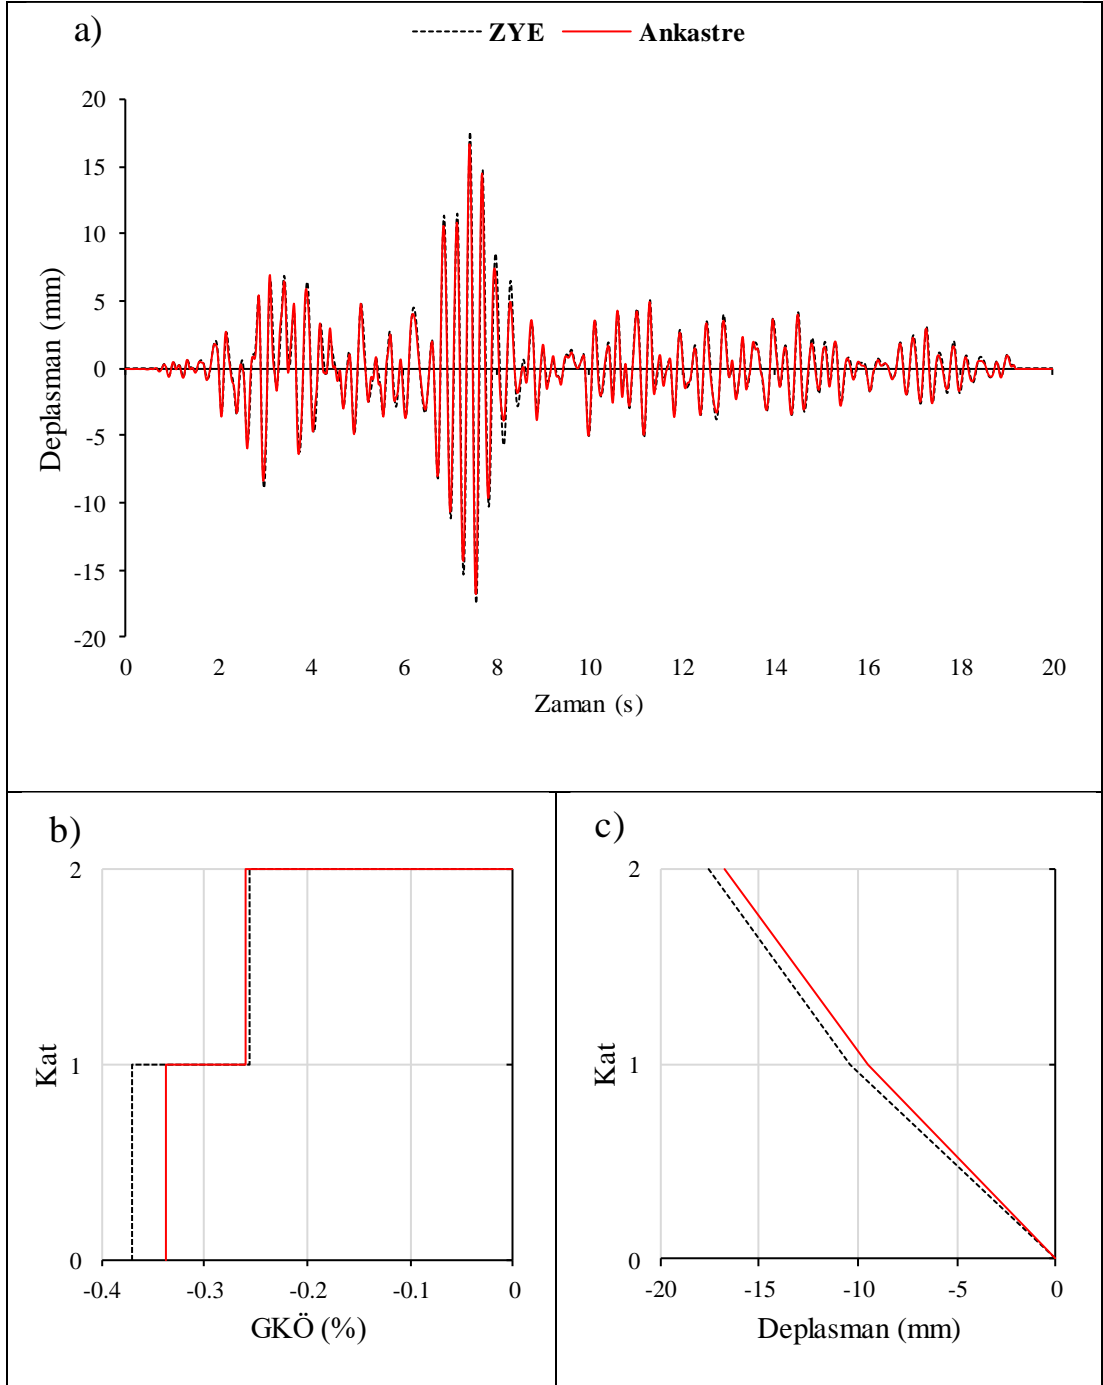 a)
ZYE Ankastre
20
15
10
5
0
-5
-10
-15
-20
Deplasman (mm)
0 2 4 6 8 10 12 14 16 18 20
Zaman (s)
b)
2
1
0
Kat
-0.4 -0.3 -0.2 -0.1 0
GKÖ (%)
c)
2
1
0
Kat
-20 -15 -10 -5 0
Deplasman (mm)